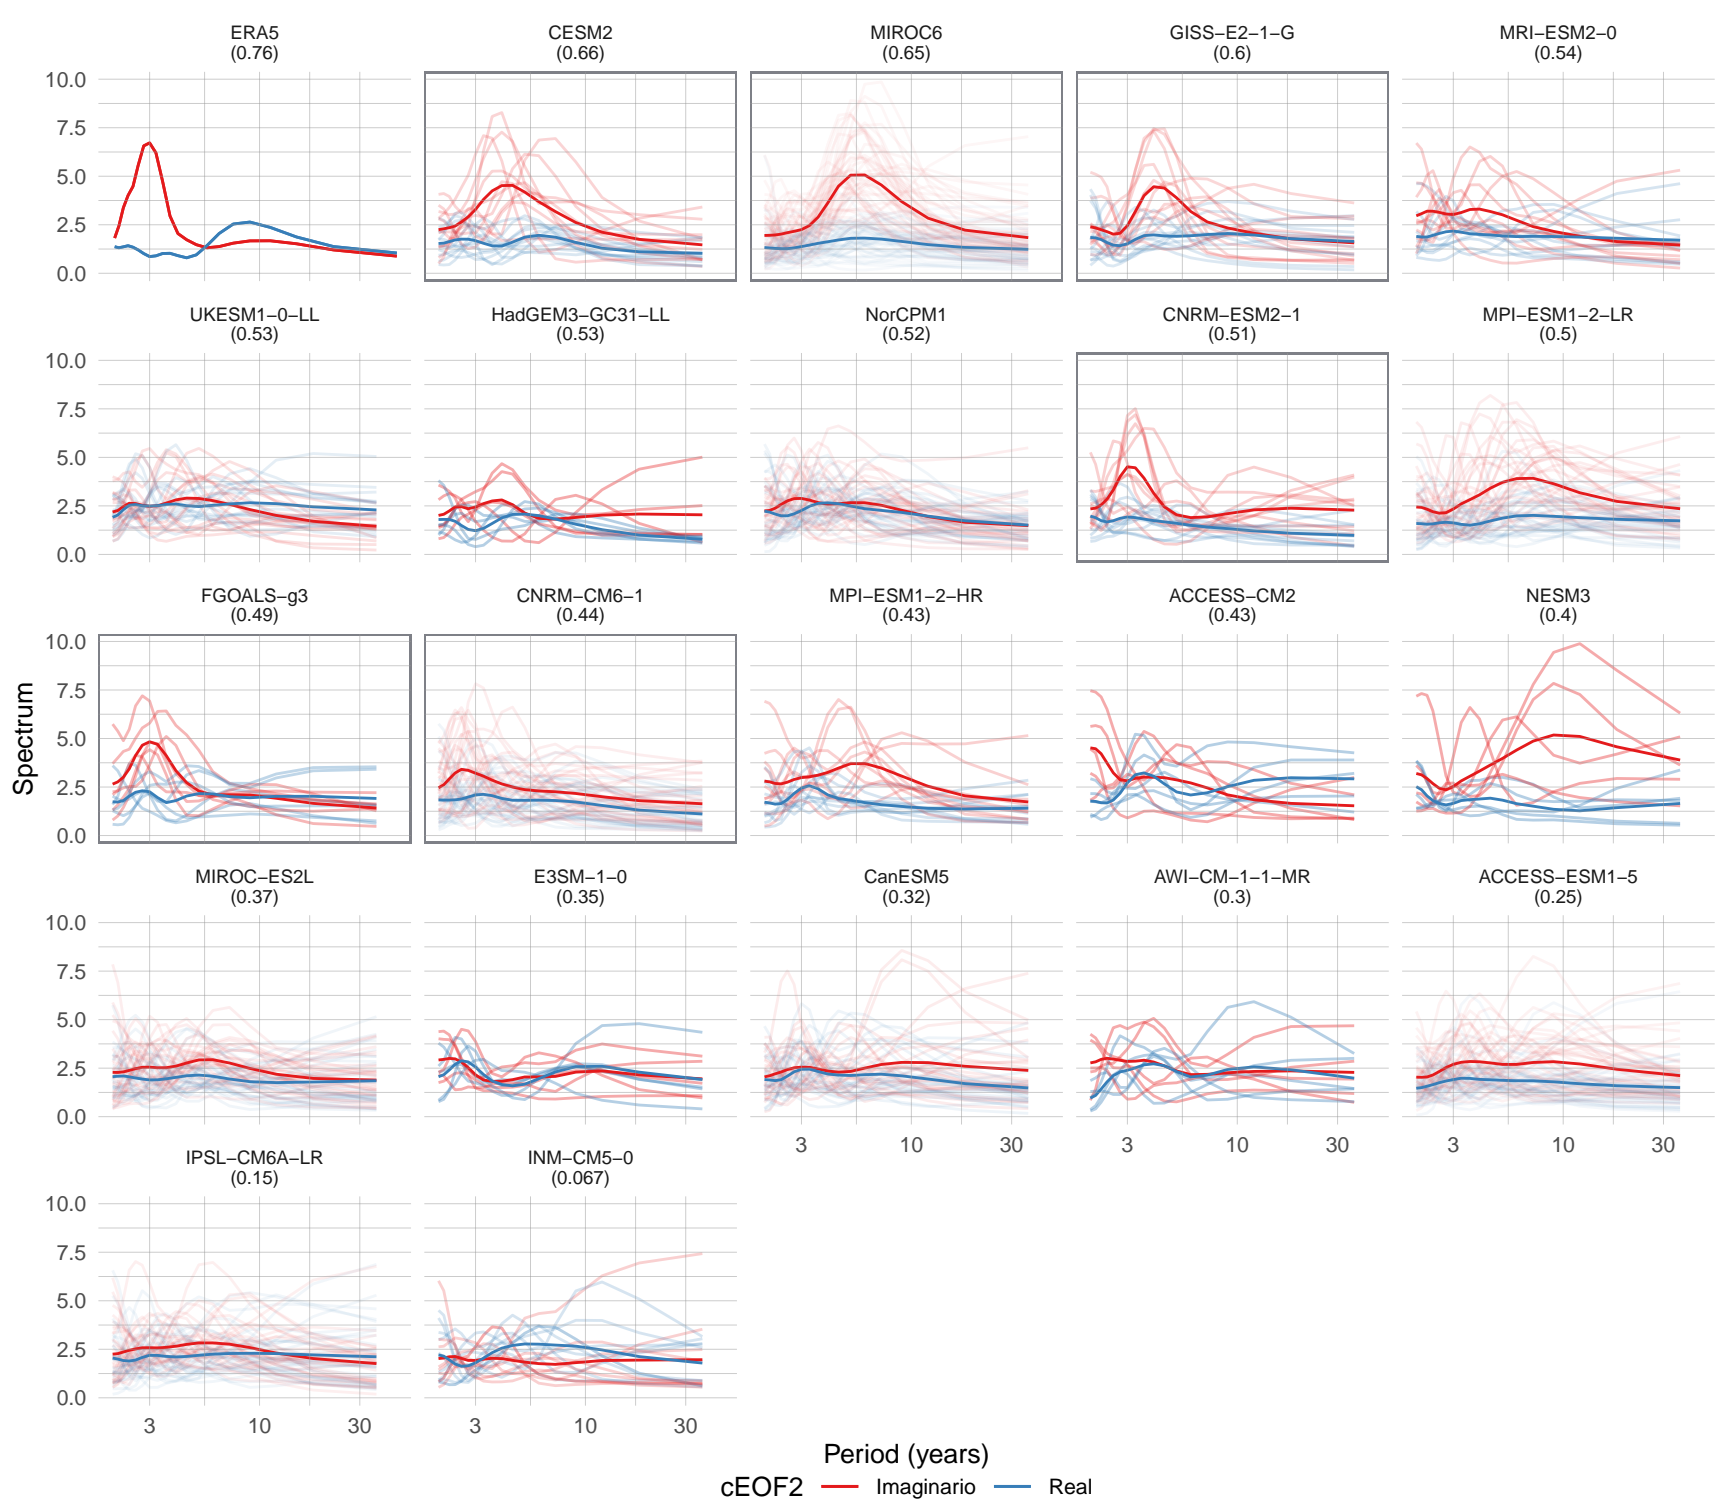 ERA5
(0.76)
CESM2
(0.66)
MIROC6
(0.65)
GISS−E2−1−G
(0.6)
MRI−ESM2−0
(0.54)
10.0
7.5
5.0
2.5
0.0
UKESM1−0−LL
(0.53)
HadGEM3−GC31−LL
(0.53)
NorCPM1
(0.52)
CNRM−ESM2−1
(0.51)
MPI−ESM1−2−LR
(0.5)
10.0
7.5
5.0
2.5
0.0
FGOALS−g3
(0.49)
CNRM−CM6−1
(0.44)
MPI−ESM1−2−HR
(0.43)
ACCESS−CM2
(0.43)
NESM3
(0.4)
10.0
7.5
5.0
2.5
0.0
Spectrum
MIROC−ES2L
(0.37)
E3SM−1−0
(0.35)
CanESM5
(0.32)
AWI−CM−1−1−MR
(0.3)
ACCESS−ESM1−5
(0.25)
10.0
7.5
5.0
2.5
0.0
3 10 30
3 10 30
3 10 30
IPSL−CM6A−LR
(0.15)
INM−CM5−0
(0.067)
10.0
7.5
5.0
2.5
0.0
3 10 30
3 10 30
Period (years)
cEOF2 Imaginario Real